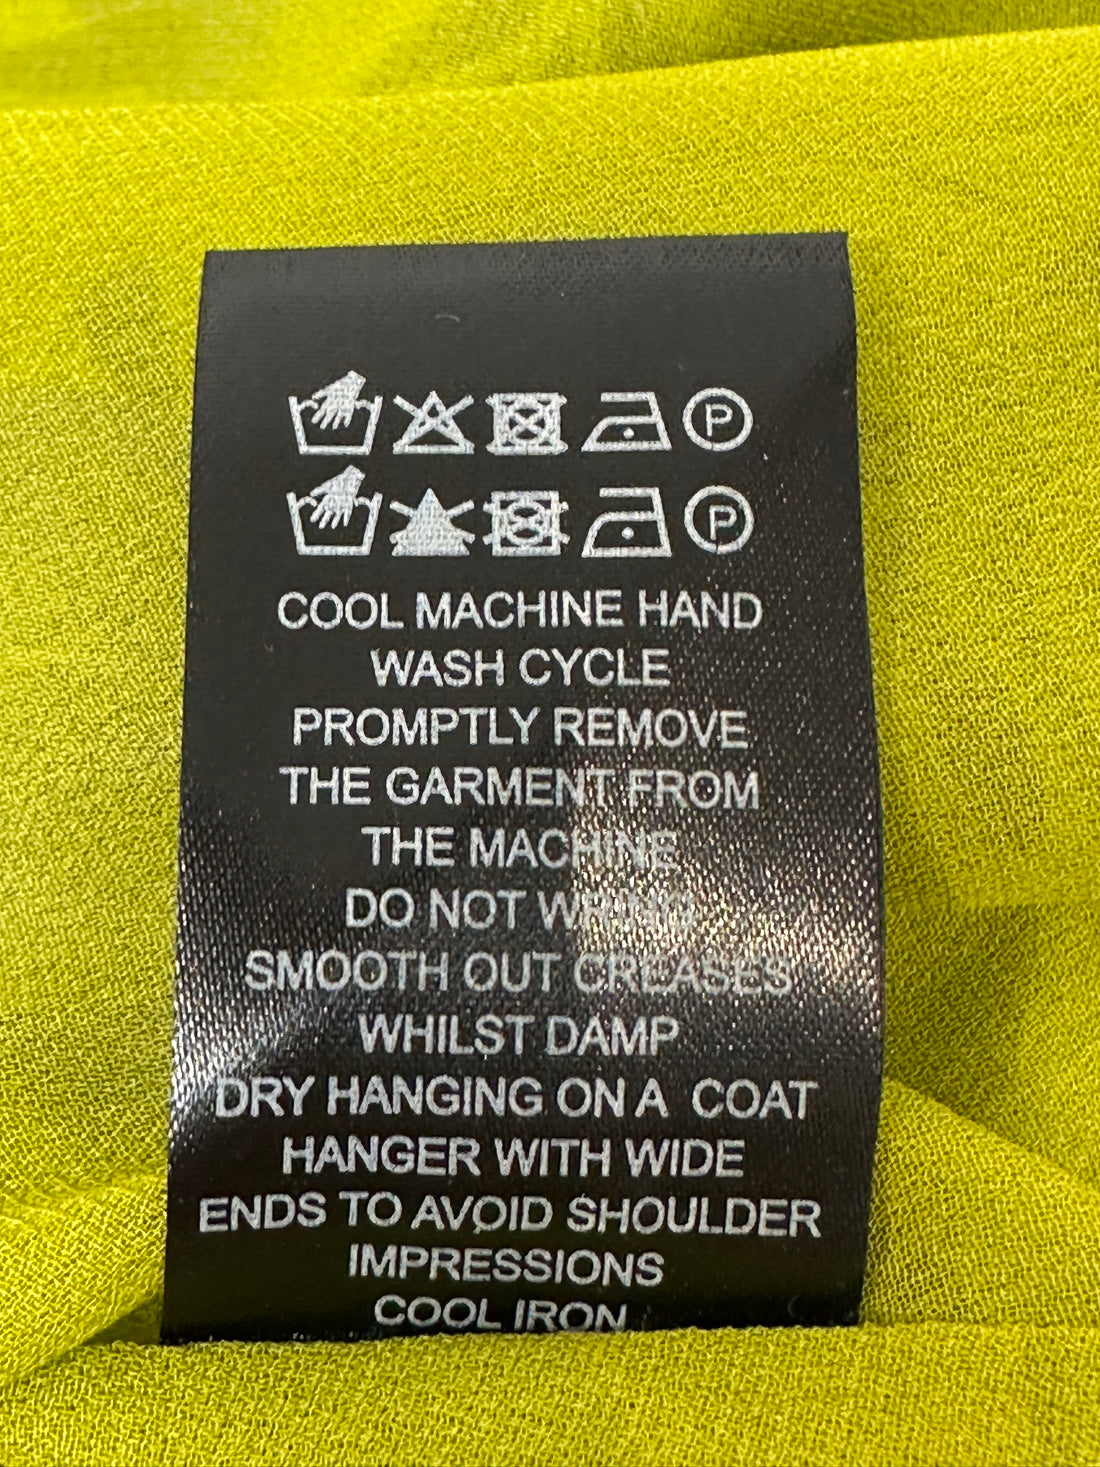 P
P
COOL MACHINE HAND
WASH CYCLE
PROMPTLY REMOVE
THE GARMENT FROM
THE MACHINE
DO NOT WRING
SMOOTH OUT CREASES
WHILST DAMP
DRY HANGING ON A COAT
HANGER WITH WIDE
ENDS TO AVOID SHOULDER
IMPRESSIONS
COOL IRON